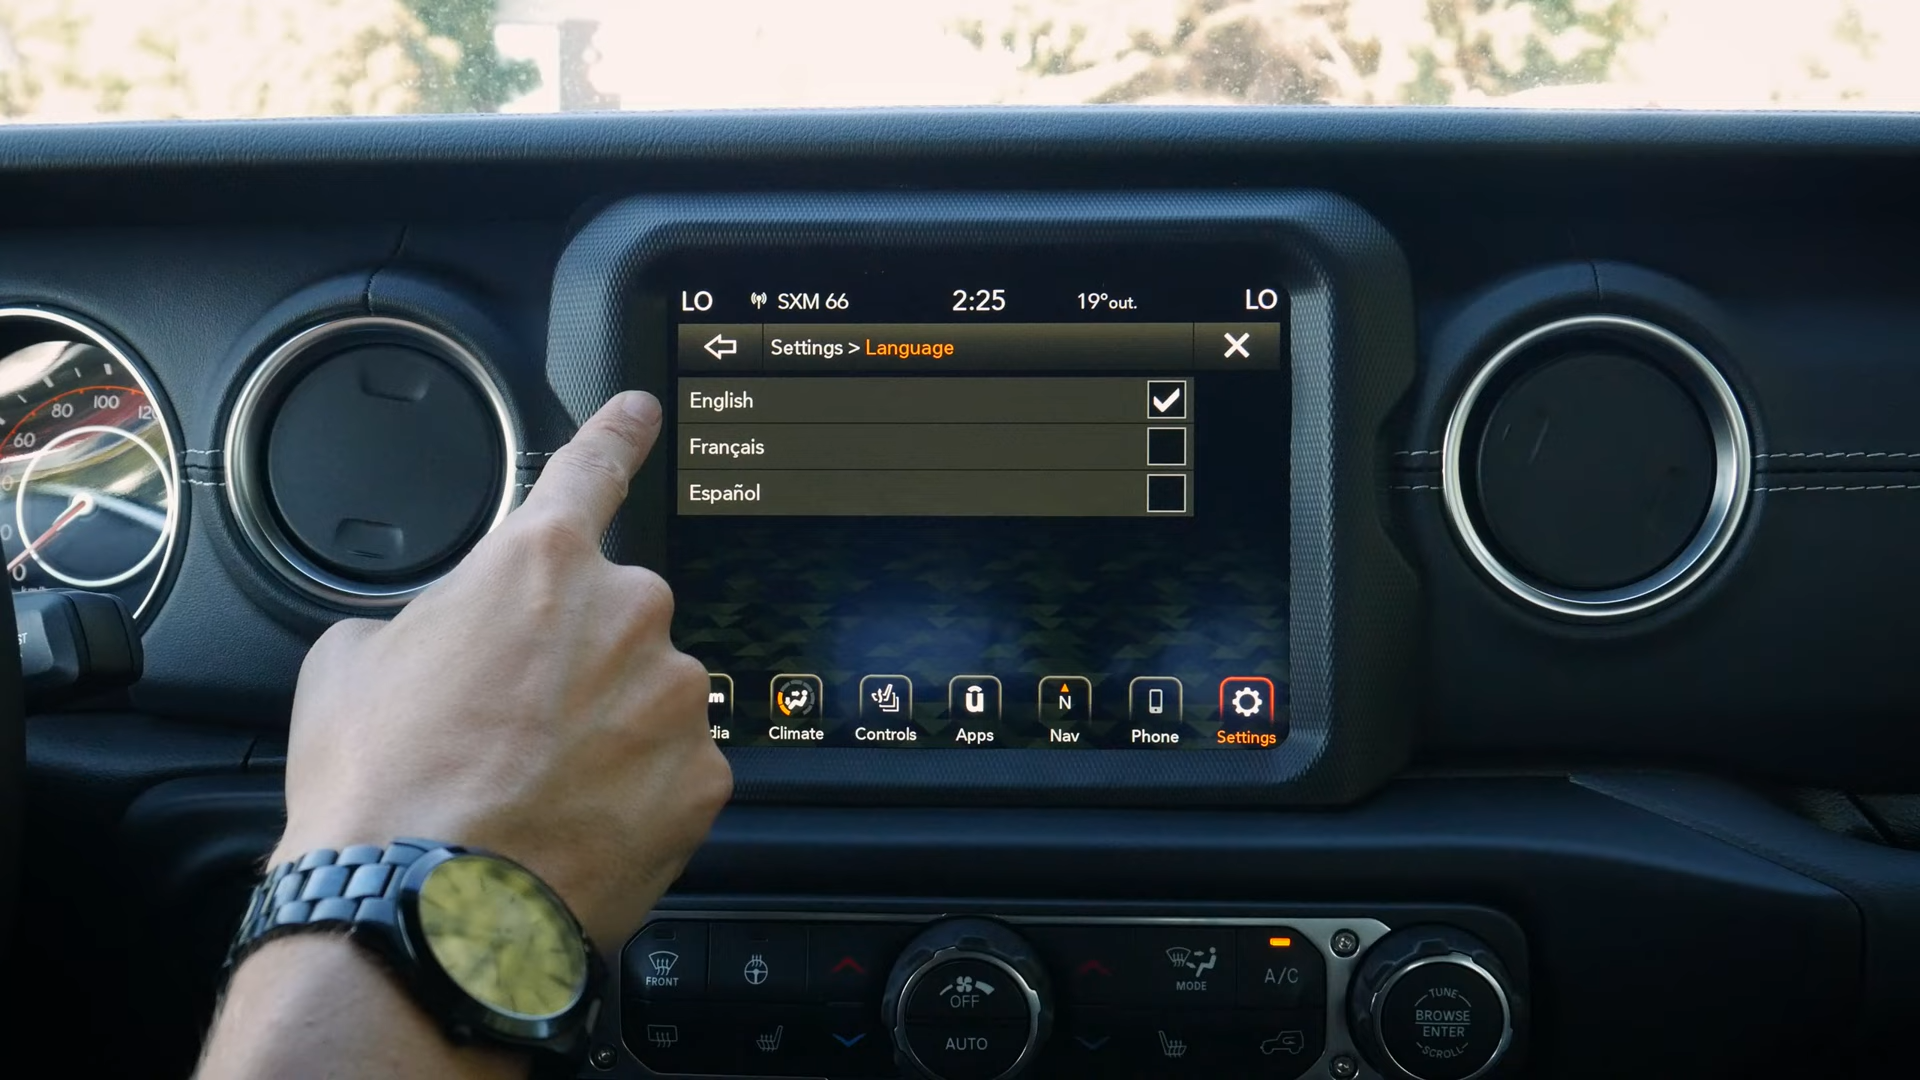 LO SXM 66 2:25 19°out. LO
Settings > Language
English
Français
Español
Climate Controls Apps Nav Phone Settings
N
80 100
60
0
FRONT
MODE
A/C
OFF
AUTO
TUNE
BROWSE
ENTER
SCROLL